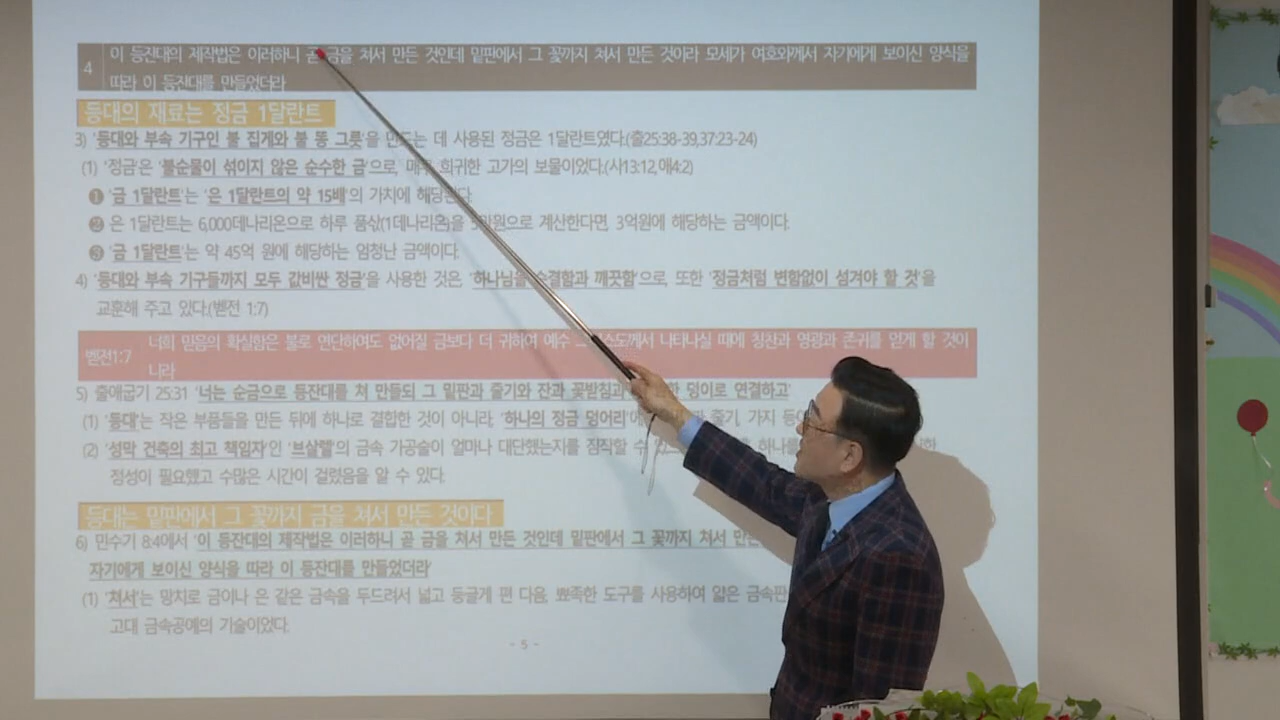 4 이 등잔대의 제작법은 이러하니 곧 금을 쳐서 만든 것인데 밑판에서 그 꽃까지 쳐서 만든 것이라 모세가 여호와께서 자기에게 보이신 양식을
따라 이 등잔대를 만들었더라
등대의 재료는 정금 1달란트
3) '등대와 부속 기구인 불 집게와 불 똥 그릇'을 만드는 데 사용된 정금은 1달란트였다.(출25:38-39,37:23-24)
(1) '정금'은 '불순물이 섞이지 않은 순수한 금'으로, 매우 희귀한 고가의 보물이었다.(사13:12,애4:2)
❶ '금 1달란트'는 '은 1달란트의 약 15배'의 가치에 해당한다.
❷ 은 1달란트는 6,000데나리온으로 하루 품삯(1데나리온)을 만원으로 계산한다면, 3억원에 해당하는 금액이다.
❸ '금 1달란트'는 약 45억 원에 해당하는 엄청난 금액이다.
4) '등대와 부속 기구들까지 모두 값비싼 정금'을 사용한 것은, '하나님의 순결함과 깨끗함'으로, 또한 '정금처럼 변함없이 섬겨야 할 것'을
교훈해 주고 있다.(벧전 1:7)
벧전1:7 너희 믿음의 확실함은 불로 연단하여도 없어질 금보다 더 귀하여 예수 그리스도께서 나타나실 때에 칭찬과 영광과 존귀를 얻게 할 것이
니라
5) 출애굽기 25:31 '너는 순금으로 등잔대를 쳐 만들되 그 밑판과 줄기와 잔과 꽃받침과 한 덩이로 연결하고'
(1) '등대'는 작은 부품들을 만든 뒤에 하나로 결합한 것이 아니라, '하나의 정금 덩어리' 줄기, 가지 등
(2) '성막 건축의 최고 책임자'인 '브살렐'의 금속 가공술이 얼마나 대단했는지를 짐작할 수 하나를
정성이 필요했고 수많은 시간이 걸렸음을 알 수 있다.
등대는 밑판에서 그 꽃까지 금을 쳐서 만든 것이다
6) 민수기 8:4에서 '이 등잔대의 제작법은 이러하니 곧 금을 쳐서 만든 것인데 밑판에서 그 꽃까지 쳐서 만든
자기에게 보이신 양식을 따라 이 등잔대를 만들었더라'
(1) '쳐서'는 망치로 금이나 은 같은 금속을 두드려서 넓고 둥글게 편 다음, 뾰족한 도구를 사용하여 얇은 금속판
고대 금속공예의 기술이었다.
- 5 -